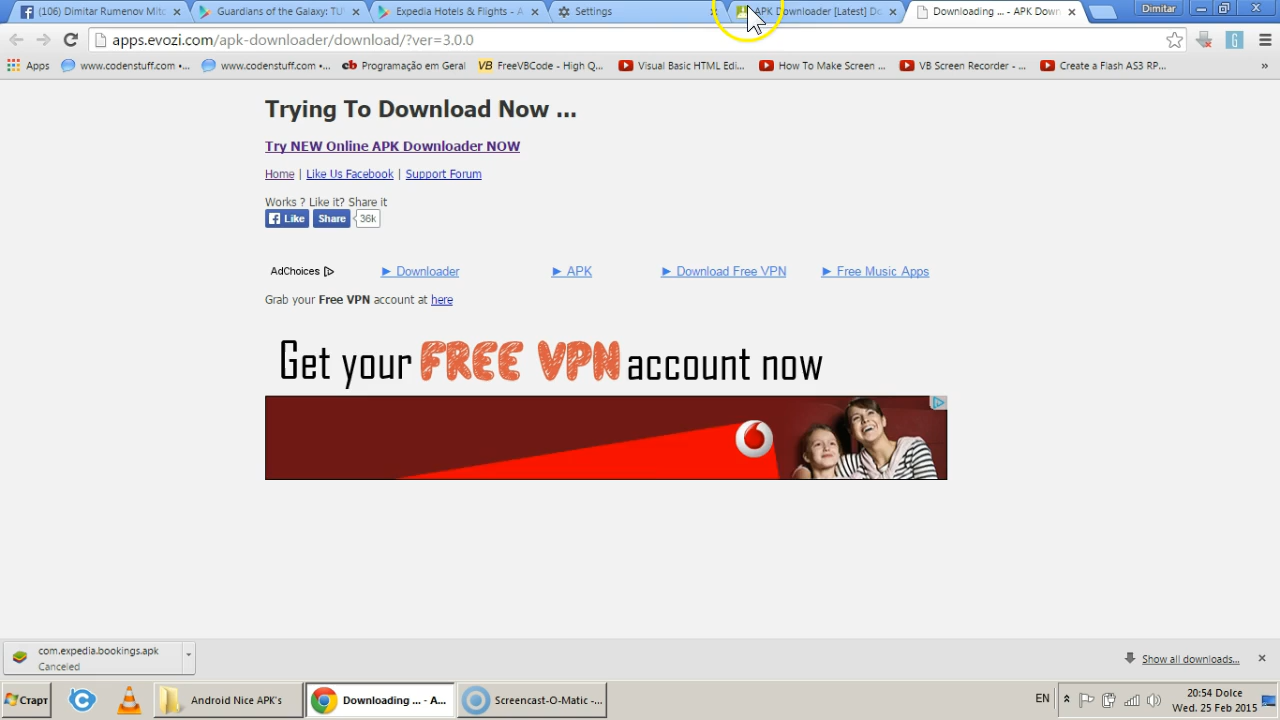 (106) Dimitar Rumenov Mito
Guardians of the Galaxy: TU
Expedia Hotels & Flights – A
Settings
APK Downloader [Latest] Do
Downloading ... - APK Down
Dimitar
apps.evozi.com/apk-downloader/download/?ver=3.0.0
Apps
www.codenstuff.com •...
www.codenstuff.com •...
Programação em Geral
VB FreeVBCode - High Q...
Visual Basic HTML Edi...
How To Make Screen ...
VB Screen Recorder - ...
Create a Flash AS3 RP...
»
Trying To Download Now ...
Try NEW Online APK Downloader NOW
Home | Like Us Facebook | Support Forum
Works ? Like it? Share it
Like Share 36k
AdChoices ► Downloader ► APK ► Download Free VPN ► Free Music Apps
Grab your Free VPN account at here
Get your FREE VPN account now
com.expedia.bookings.apk
Canceled
Show all downloads...
Старт
Android Nice APK's
Downloading ... - A...
Screencast-O-Matic -...
EN
20:54 Dolce
Wed. 25 Feb 2015